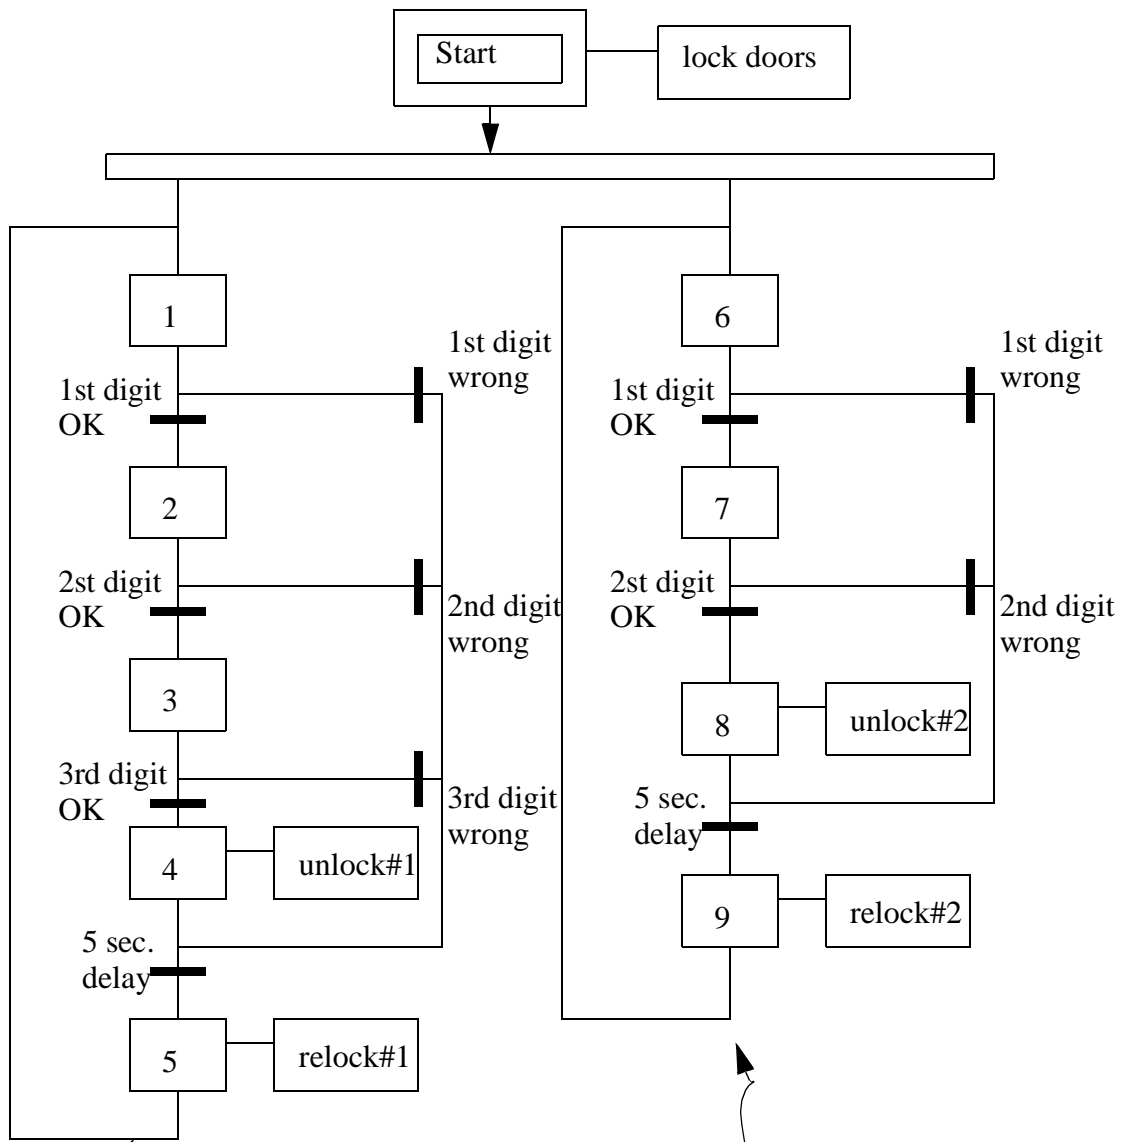 Start
lock doors
1
1st digit
wrong
1st digit
OK
2
2st digit
OK
2nd digit
wrong
3
3rd digit
OK
3rd digit
wrong
4
unlock#1
5 sec.
delay
5
relock#1
6
1st digit
wrong
1st digit
OK
7
2st digit
OK
2nd digit
wrong
8
unlock#2
5 sec.
delay
9
relock#2